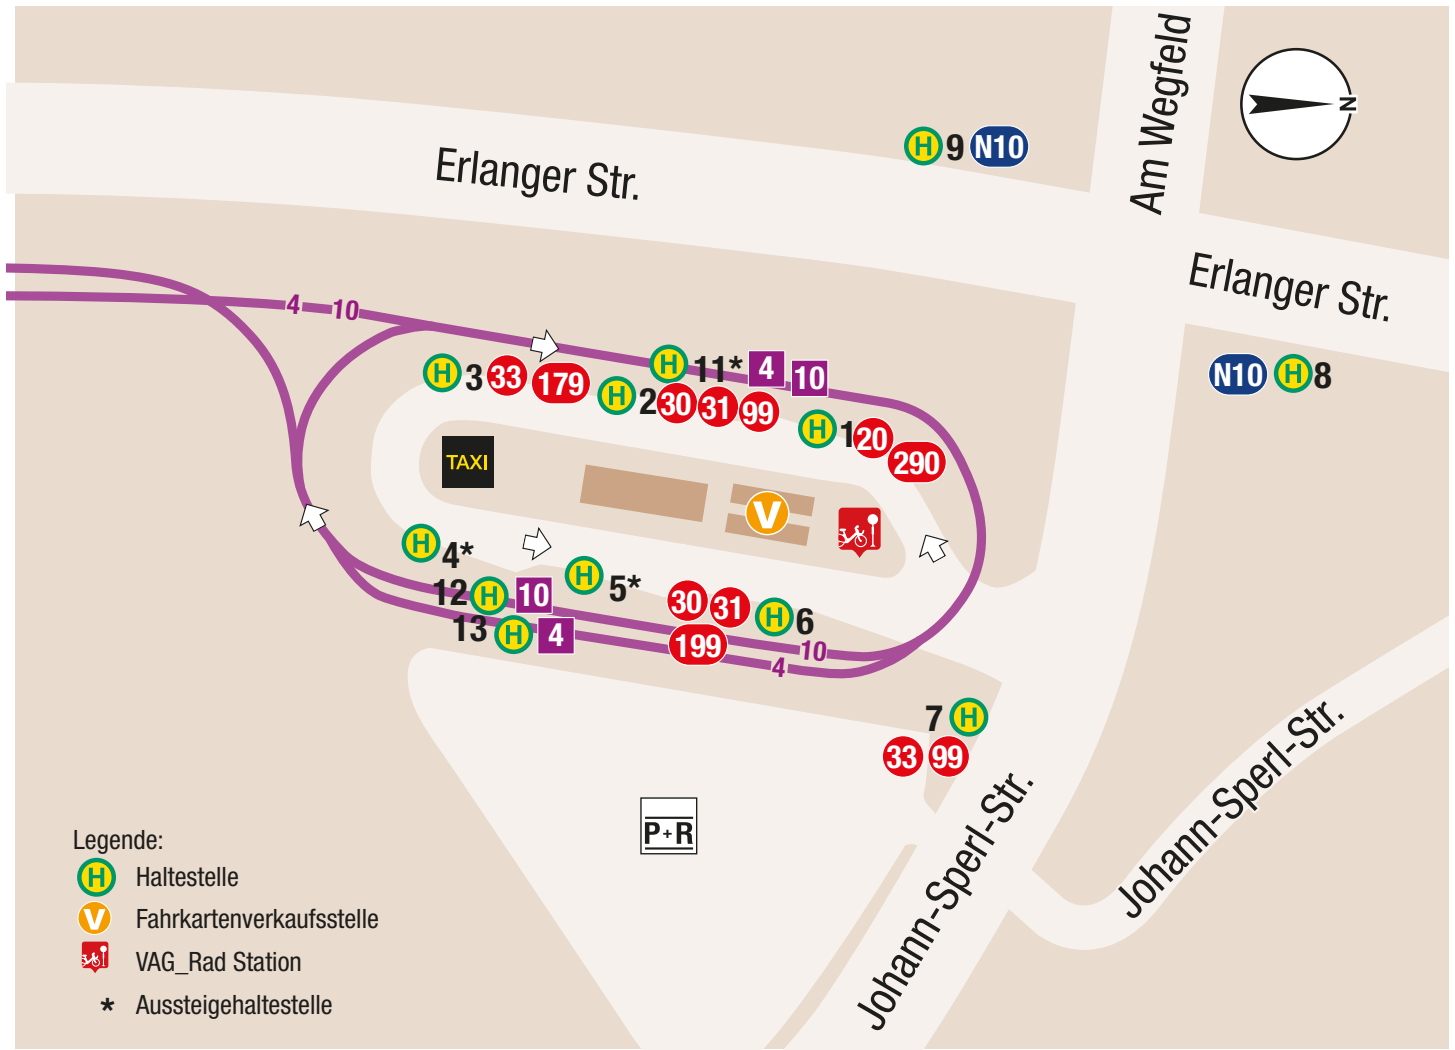 Am Wegfeld
N
H 9 N10
Erlanger Str.
Erlanger Str.
4 10
H 3 33 179
H 11* 4 10
H 2 30 31 99
H 1 20 290
N10 H 8
TAXI
V
H 4*
H 5*
12 H 10
13 H 4
30 31 H 6
199
10
4
7 H
33 99
P+R
Johann-Sperl-Str.
Johann-Sperl-Str.
Legende:
H Haltestelle
V Fahrkartenverkaufsstelle
VAG_Rad Station
* Aussteigehaltestelle